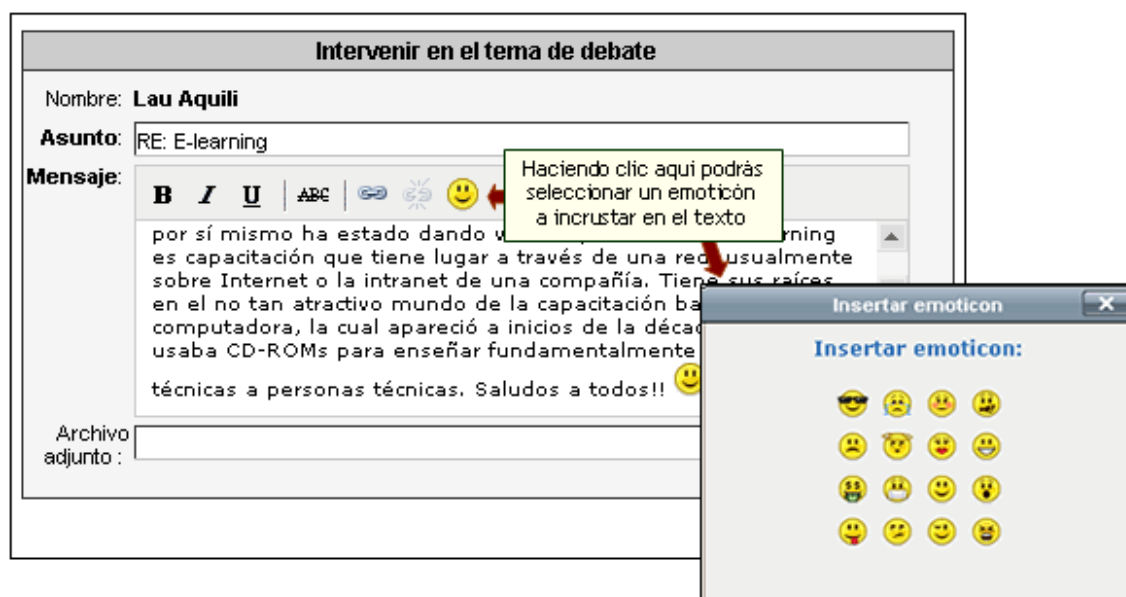 Intervenir en el tema de debate
Nombre: Lau Aquili
Asunto: RE: E-learning
Mensaje:
B I U ABC
Haciendo clic aqui podrás
seleccionar un emoticón
a incrustar en el texto
por sí mismo ha estado dando
es capacitación que tiene lugar a través de una red, usualmente
sobre Internet o la intranet de una compañía. Tiene sus raíces
en el no tan atractivo mundo de la capacitación
computadora, la cual apareció a inicios de la
usaba CD-ROMs para enseñar fundamentalmente
técnicas a personas técnicas. Saludos a todos!!
Archivo
adjunto :
Insertar emoticon
Insertar emoticon: